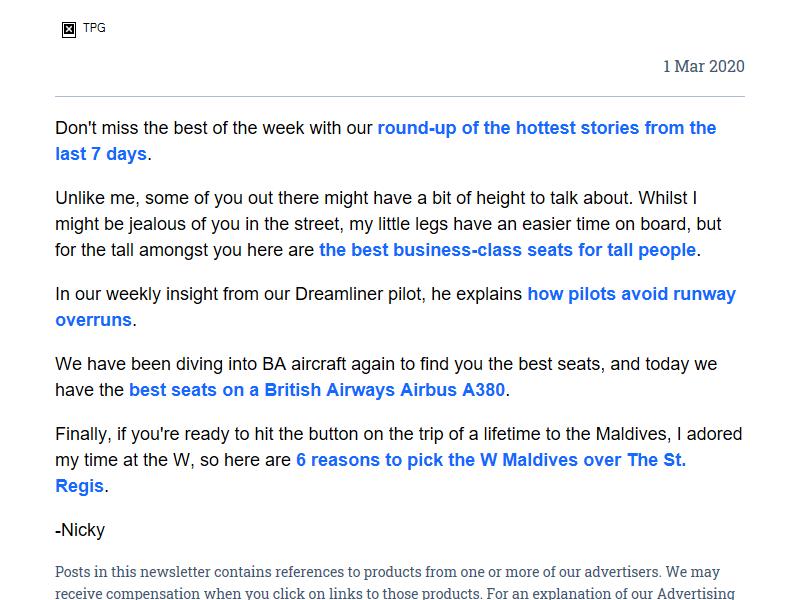 TPG
1 Mar 2020
Don't miss the best of the week with our round-up of the hottest stories from the
last 7 days.
Unlike me, some of you out there might have a bit of height to talk about. Whilst I
might be jealous of you in the street, my little legs have an easier time on board, but
for the tall amongst you here are the best business-class seats for tall people.
In our weekly insight from our Dreamliner pilot, he explains how pilots avoid runway
overruns.
We have been diving into BA aircraft again to find you the best seats, and today we
have the best seats on a British Airways Airbus A380.
Finally, if you're ready to hit the button on the trip of a lifetime to the Maldives, I adored
my time at the W, so here are 6 reasons to pick the W Maldives over The St.
Regis.
-Nicky
Posts in this newsletter contains references to products from one or more of our advertisers. We may
receive compensation when you click on links to those products. For an explanation of our Advertising